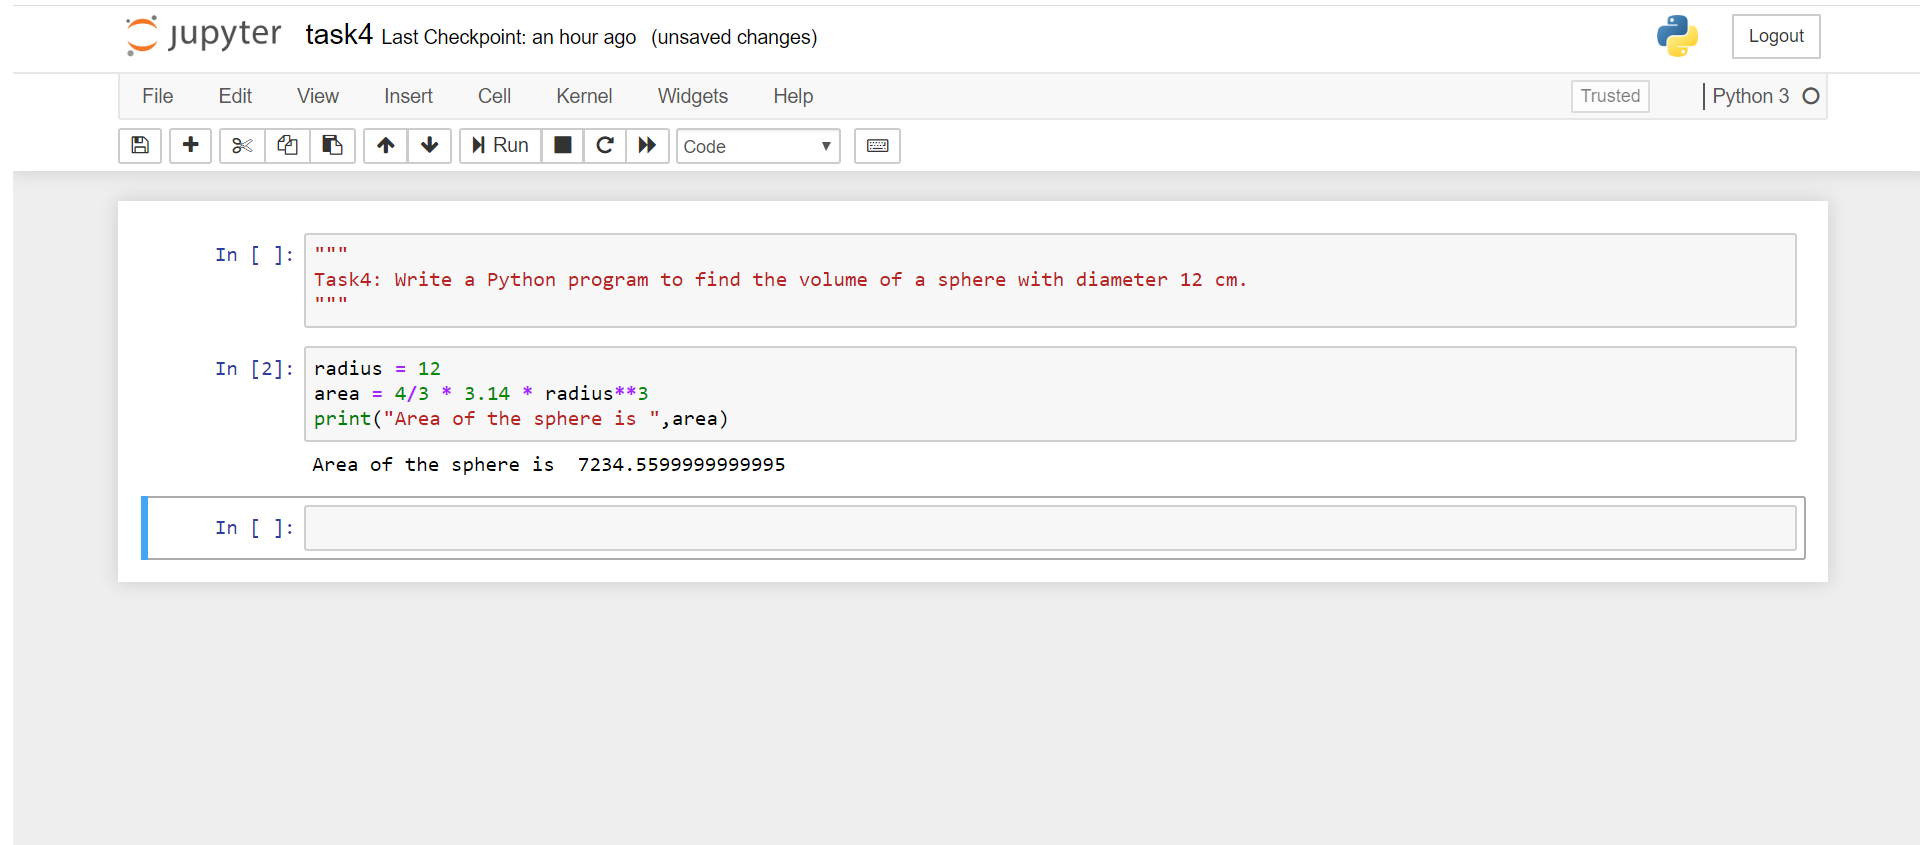 jupyter task4 Last Checkpoint: an hour ago (unsaved changes) Logout
File Edit View Insert Cell Kernel Widgets Help Trusted Python 3
Run Code
In [ ]: """
Task4: Write a Python program to find the volume of a sphere with diameter 12 cm.
"""
In [2]: radius = 12
area = 4/3 * 3.14 * radius**3
print("Area of the sphere is ",area)
Area of the sphere is  7234.5599999999995
In [ ]: